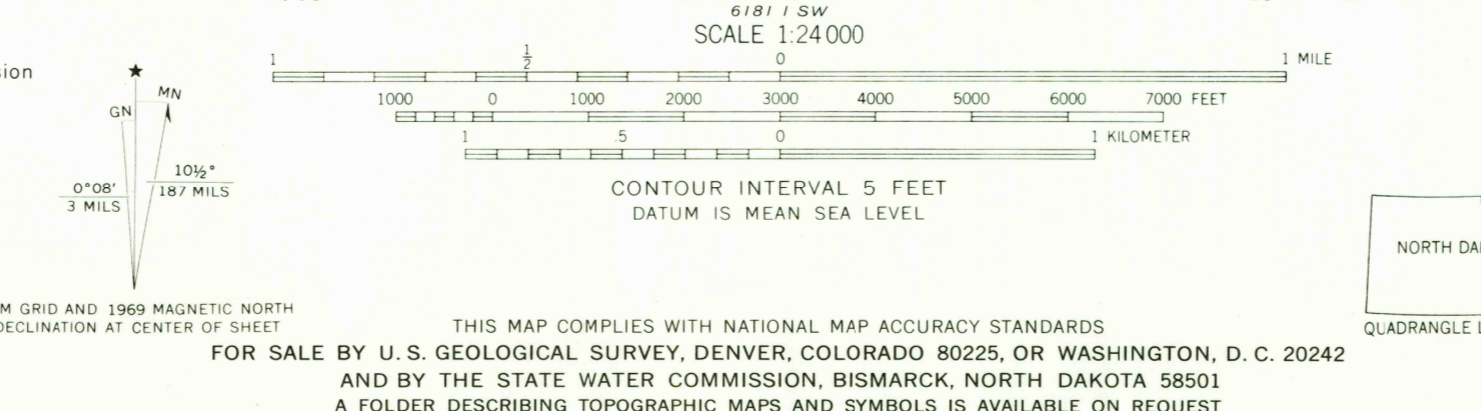 6181 I SW
SCALE 1:24 000
1 ½ 0 1 MILE
1000 0 1000 2000 3000 4000 5000 6000 7000 FEET
1 .5 0 1 KILOMETER
CONTOUR INTERVAL 5 FEET
DATUM IS MEAN SEA LEVEL
sion
★
MN
GN
10½°
187 MILS
0°08'
3 MILS
M GRID AND 1969 MAGNETIC NORTH
DECLINATION AT CENTER OF SHEET
NORTH DA
QUADRANGLE L
THIS MAP COMPLIES WITH NATIONAL MAP ACCURACY STANDARDS
FOR SALE BY U. S. GEOLOGICAL SURVEY, DENVER, COLORADO 80225, OR WASHINGTON, D. C. 20242
AND BY THE STATE WATER COMMISSION, BISMARCK, NORTH DAKOTA 58501
A FOLDER DESCRIBING TOPOGRAPHIC MAPS AND SYMBOLS IS AVAILABLE ON REQUEST